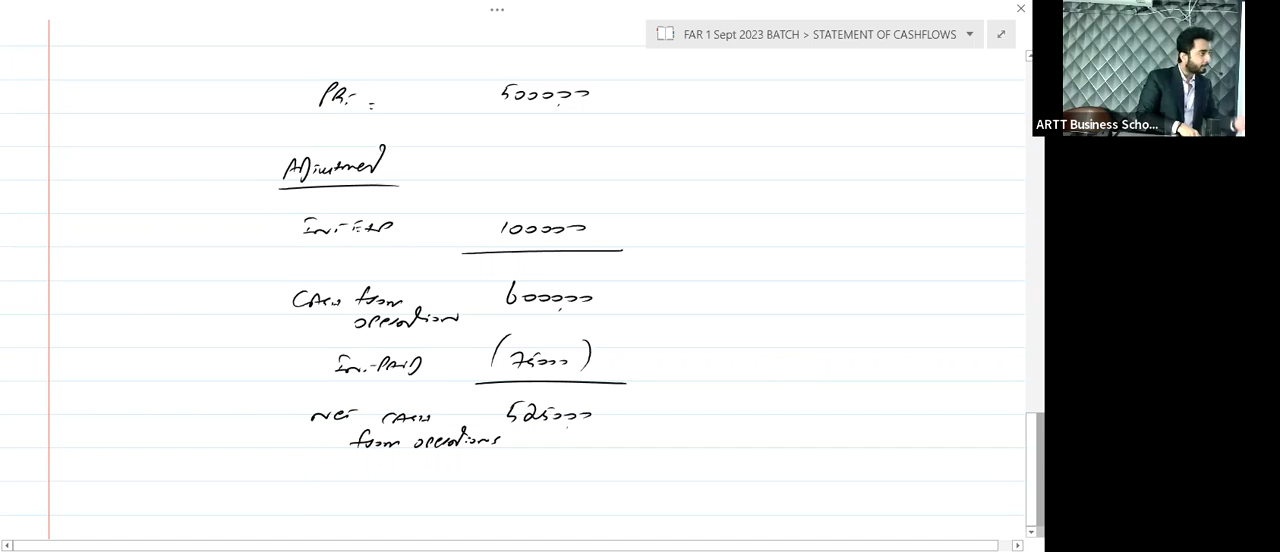 FAR 1 Sept 2023 BATCH > STATEMENT OF CASHFLOWS
ARTT Business Scho...
PBT = 500000
Adjustment
Int. Exp 100000
Cash from 600000
operations
Int. PAID (75000)
Net Cash 525000
from operations